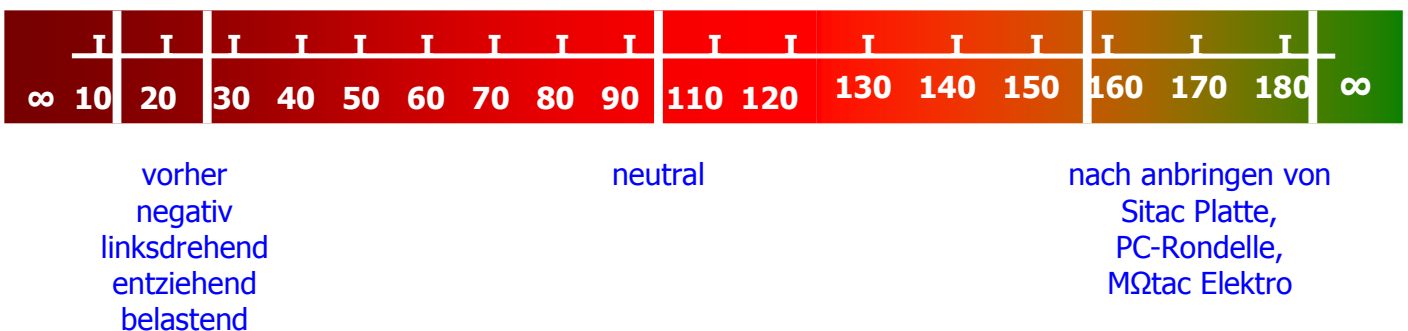 ∞ 10 20 30 40 50 60 70 80 90 110 120 130 140 150 160 170 180 ∞
vorher
negativ
linksdrehend
entziehend
belastend
neutral
nach anbringen von
Sitac Platte,
PC-Rondelle,
MΩtac Elektro